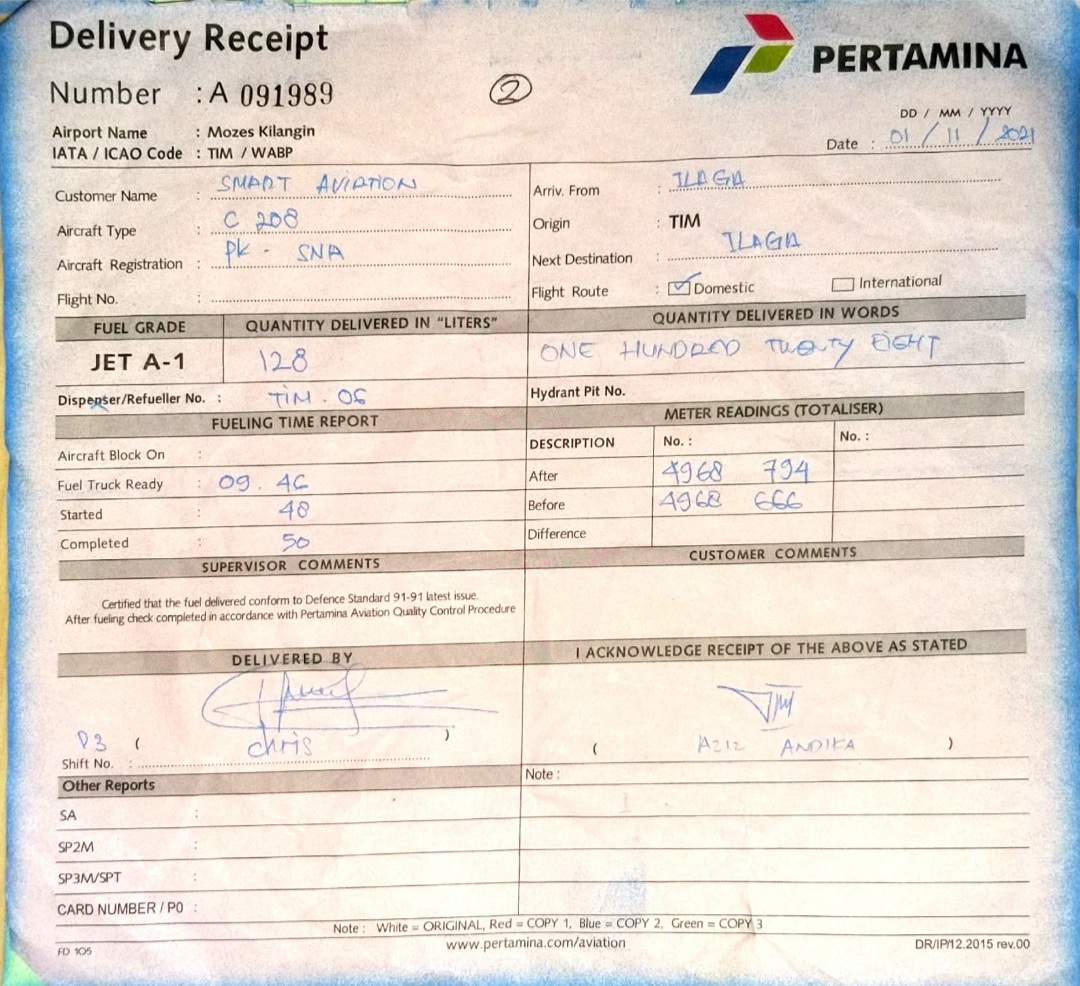 Delivery Receipt
PERTAMINA
Number : A 091989
2
DD / MM / YYYY
Date : 01 / 11 / 2021
Airport Name : Mozes Kilangin
IATA / ICAO Code : TIM / WABP
Customer Name : SMART AVIATION
Arriv. From : ILAGA
Aircraft Type : C 208
Origin : TIM
Aircraft Registration : PK - SNA
Next Destination : ILAGA
Flight No. :
Flight Route : Domestic International
FUEL GRADE QUANTITY DELIVERED IN "LITERS" QUANTITY DELIVERED IN WORDS
JET A-1 128 ONE HUNDRED TWENTY EIGHT
Dispenser/Refueller No. : TIM . 06
Hydrant Pit No.
FUELING TIME REPORT
METER READINGS (TOTALISER)
DESCRIPTION No. : No. :
Aircraft Block On :
Fuel Truck Ready : 09 . 46
After 4968 794
Started : 48
Before 4968 666
Completed : 50
Difference
SUPERVISOR COMMENTS
CUSTOMER COMMENTS
Certified that the fuel delivered conform to Defence Standard 91-91 latest issue.
After fueling check completed in accordance with Pertamina Aviation Quality Control Procedure
DELIVERED BY
I ACKNOWLEDGE RECEIPT OF THE ABOVE AS STATED
P3 ( chris )
Shift No. :
( AZIZ ANDIKA )
Other Reports
Note :
SA :
SP2M :
SP3M/SPT :
CARD NUMBER / PO :
Note : White = ORIGINAL, Red = COPY 1, Blue = COPY 2, Green = COPY 3
FD 105
www.pertamina.com/aviation
DR/IP/12.2015 rev.00